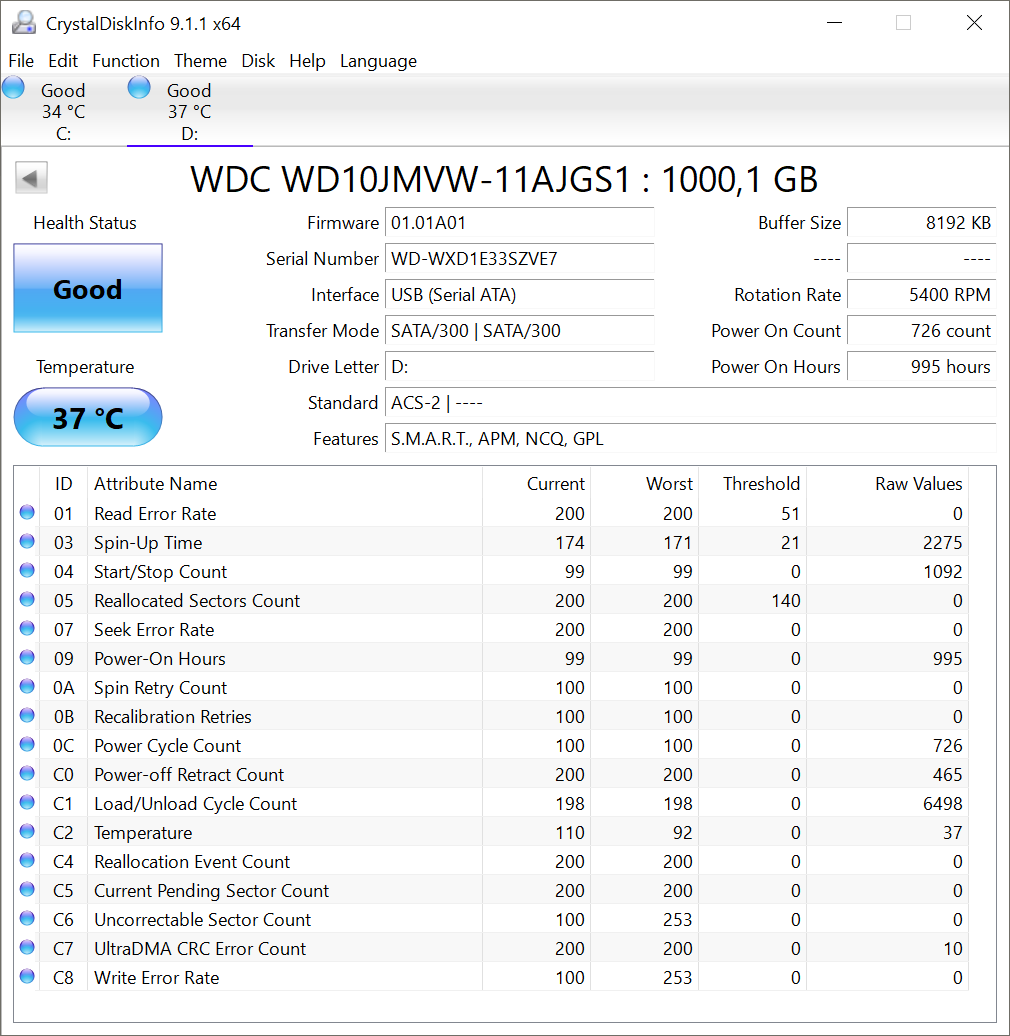 CrystalDiskInfo 9.1.1 x64
File Edit Function Theme Disk Help Language
Good Good
34 °C 37 °C
C: D:
WDC WD10JMVW-11AJGS1 : 1000,1 GB
Health Status
Good
Temperature
37 °C
Firmware 01.01A01 Buffer Size 8192 KB
Serial Number WD-WXD1E33SZVE7 ---- ----
Interface USB (Serial ATA) Rotation Rate 5400 RPM
Transfer Mode SATA/300 | SATA/300 Power On Count 726 count
Drive Letter D: Power On Hours 995 hours
Standard ACS-2 | ----
Features S.M.A.R.T., APM, NCQ, GPL
ID Attribute Name Current Worst Threshold Raw Values
01 Read Error Rate 200 200 51 0
03 Spin-Up Time 174 171 21 2275
04 Start/Stop Count 99 99 0 1092
05 Reallocated Sectors Count 200 200 140 0
07 Seek Error Rate 200 200 0 0
09 Power-On Hours 99 99 0 995
0A Spin Retry Count 100 100 0 0
0B Recalibration Retries 100 100 0 0
0C Power Cycle Count 100 100 0 726
C0 Power-off Retract Count 200 200 0 465
C1 Load/Unload Cycle Count 198 198 0 6498
C2 Temperature 110 92 0 37
C4 Reallocation Event Count 200 200 0 0
C5 Current Pending Sector Count 200 200 0 0
C6 Uncorrectable Sector Count 100 253 0 0
C7 UltraDMA CRC Error Count 200 200 0 10
C8 Write Error Rate 100 253 0 0